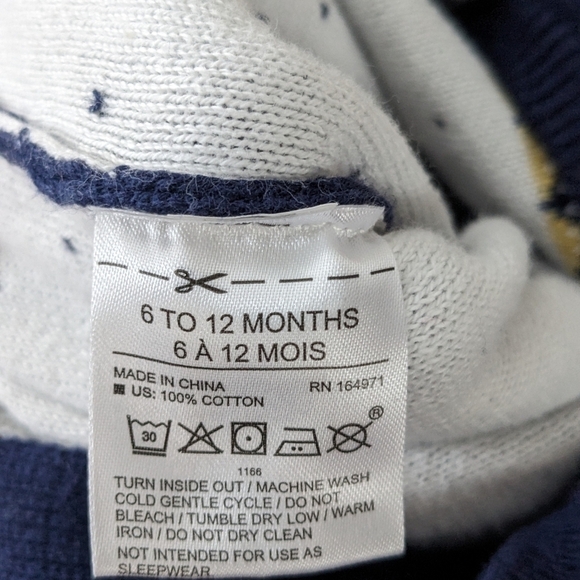 6 TO 12 MONTHS
6 À 12 MOIS
MADE IN CHINA RN 164971
US: 100% COTTON
30 ®
1166
TURN INSIDE OUT / MACHINE WASH
COLD GENTLE CYCLE / DO NOT
BLEACH / TUMBLE DRY LOW / WARM
IRON / DO NOT DRY CLEAN
NOT INTENDED FOR USE AS
SLEEPWEAR.